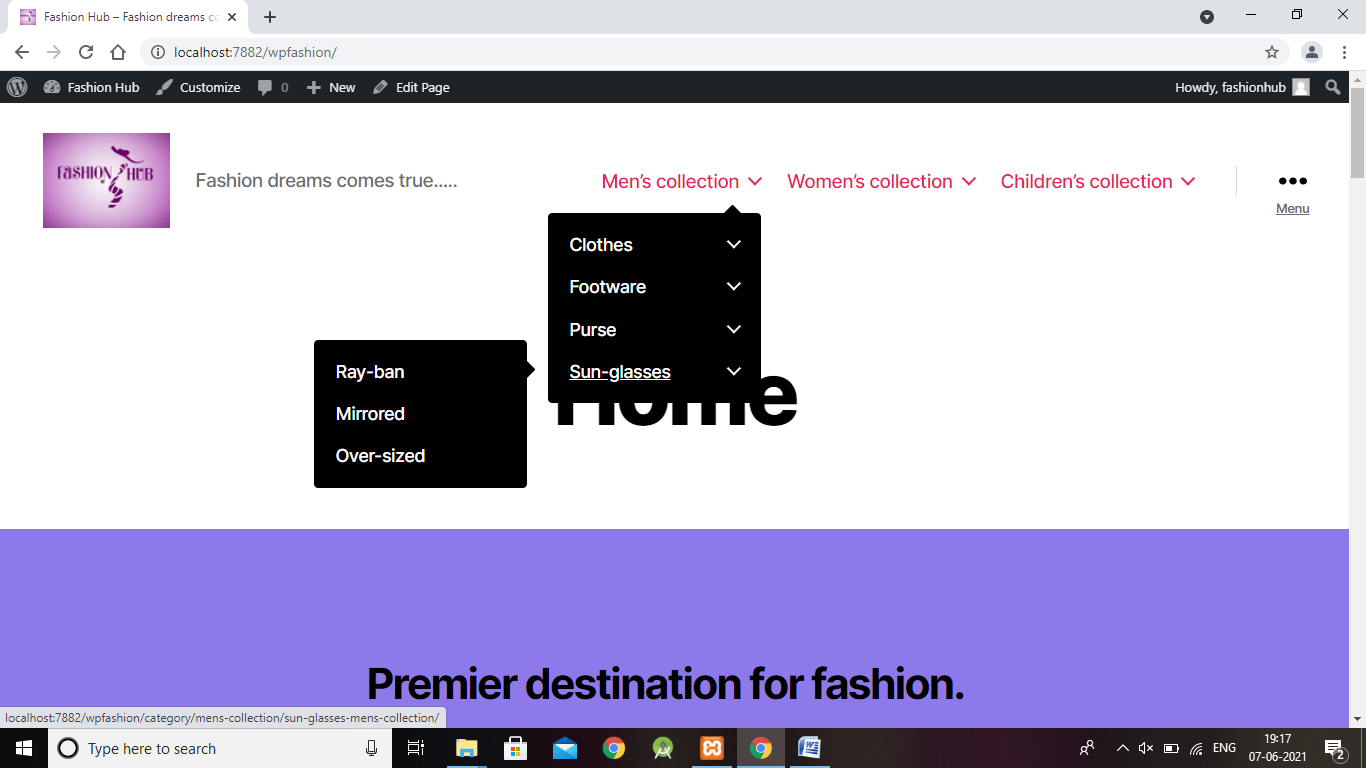 Fashion Hub – Fashion dreams co
localhost:7882/wpfashion/
Fashion Hub Customize 0 New Edit Page Howdy, fashionhub
FASHION HUB
Fashion dreams comes true.....
Men's collection Women's collection Children's collection
Menu
Clothes
Footware
Purse
Sun-glasses
Ray-ban
Mirrored
Over-sized
Home
Premier destination for fashion.
localhost:7882/wpfashion/category/mens-collection/sun-glasses-mens-collection/
Type here to search
ENG
19:17
07-06-2021
2